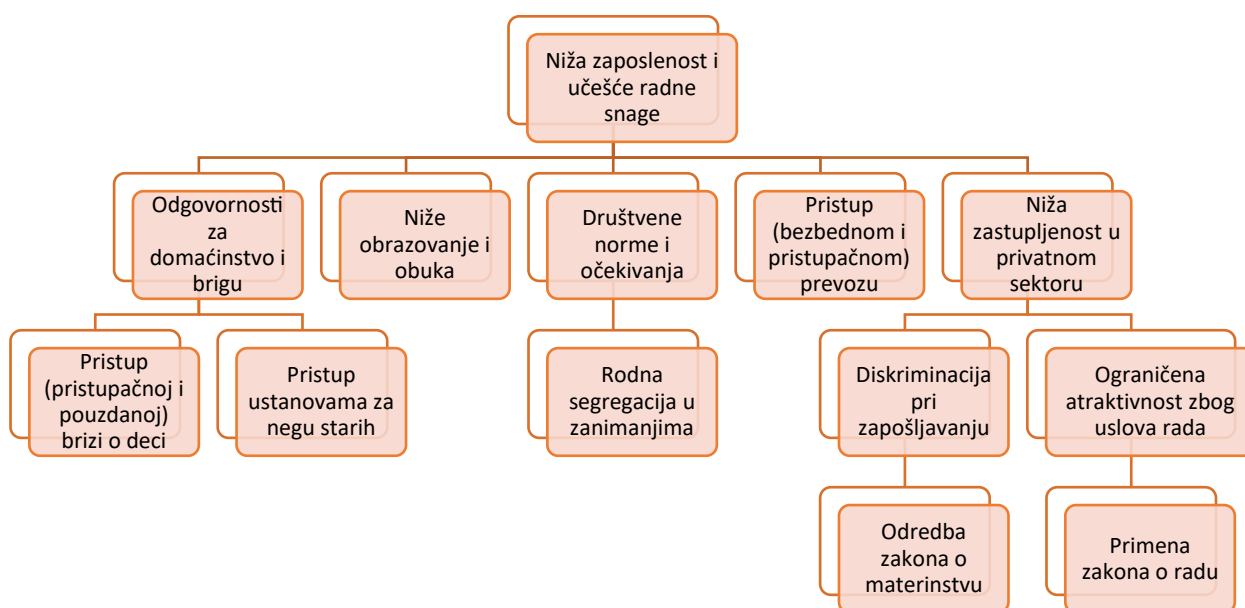 Niža zaposlenost i
učešće radne
snage
Odgovornosti
za
domaćinstvo i
brigu
Niže
obrazovanje i
obuka
Društvene
norme i
očekivanja
Pristup
(bezbednom i
pristupačnom)
prevozu
Niža
zastupljenost u
privatnom
sektoru
Pristup
(pristupačnoj i
pouzdanoj)
brizi o deci
Pristup
ustanovama za
negu starih
Rodna
segregacija u
zanimanjima
Diskriminacija
pri
zapošljavanju
Ograničena
atraktivnost zbog
uslova rada
Odredba
zakona o
materinstvu
Primena
zakona o radu